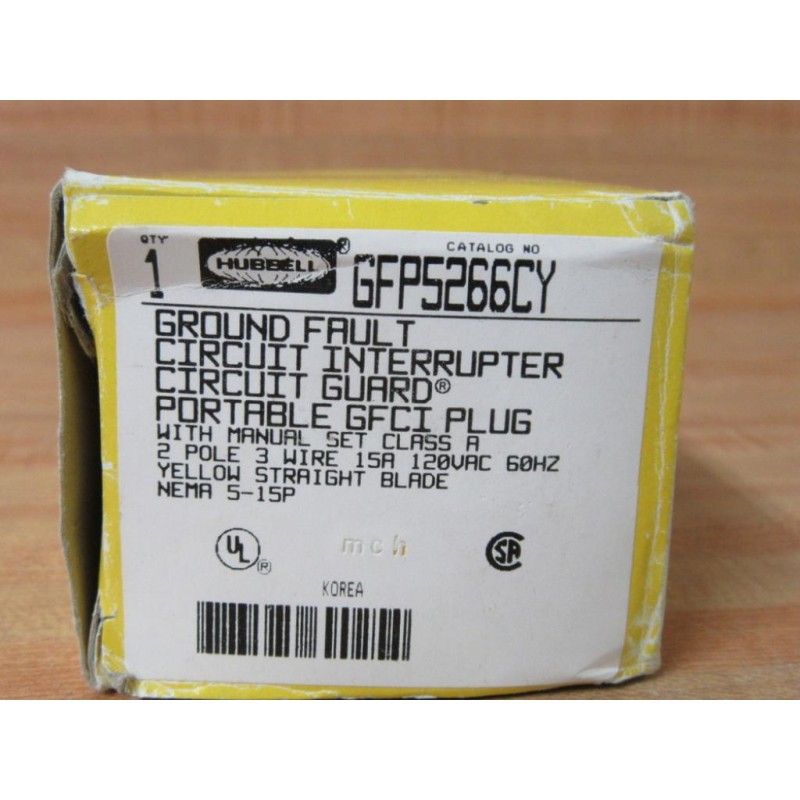 QTY CATALOG NO
1 HUBBELL® GFP5266CY
GROUND FAULT
CIRCUIT INTERRUPTER
CIRCUIT GUARD®
PORTABLE GFCI PLUG
WITH MANUAL SET CLASS A
2 POLE 3 WIRE 15A 120VAC 60HZ
YELLOW STRAIGHT BLADE
NEMA 5-15P
UL® mch SA
KOREA